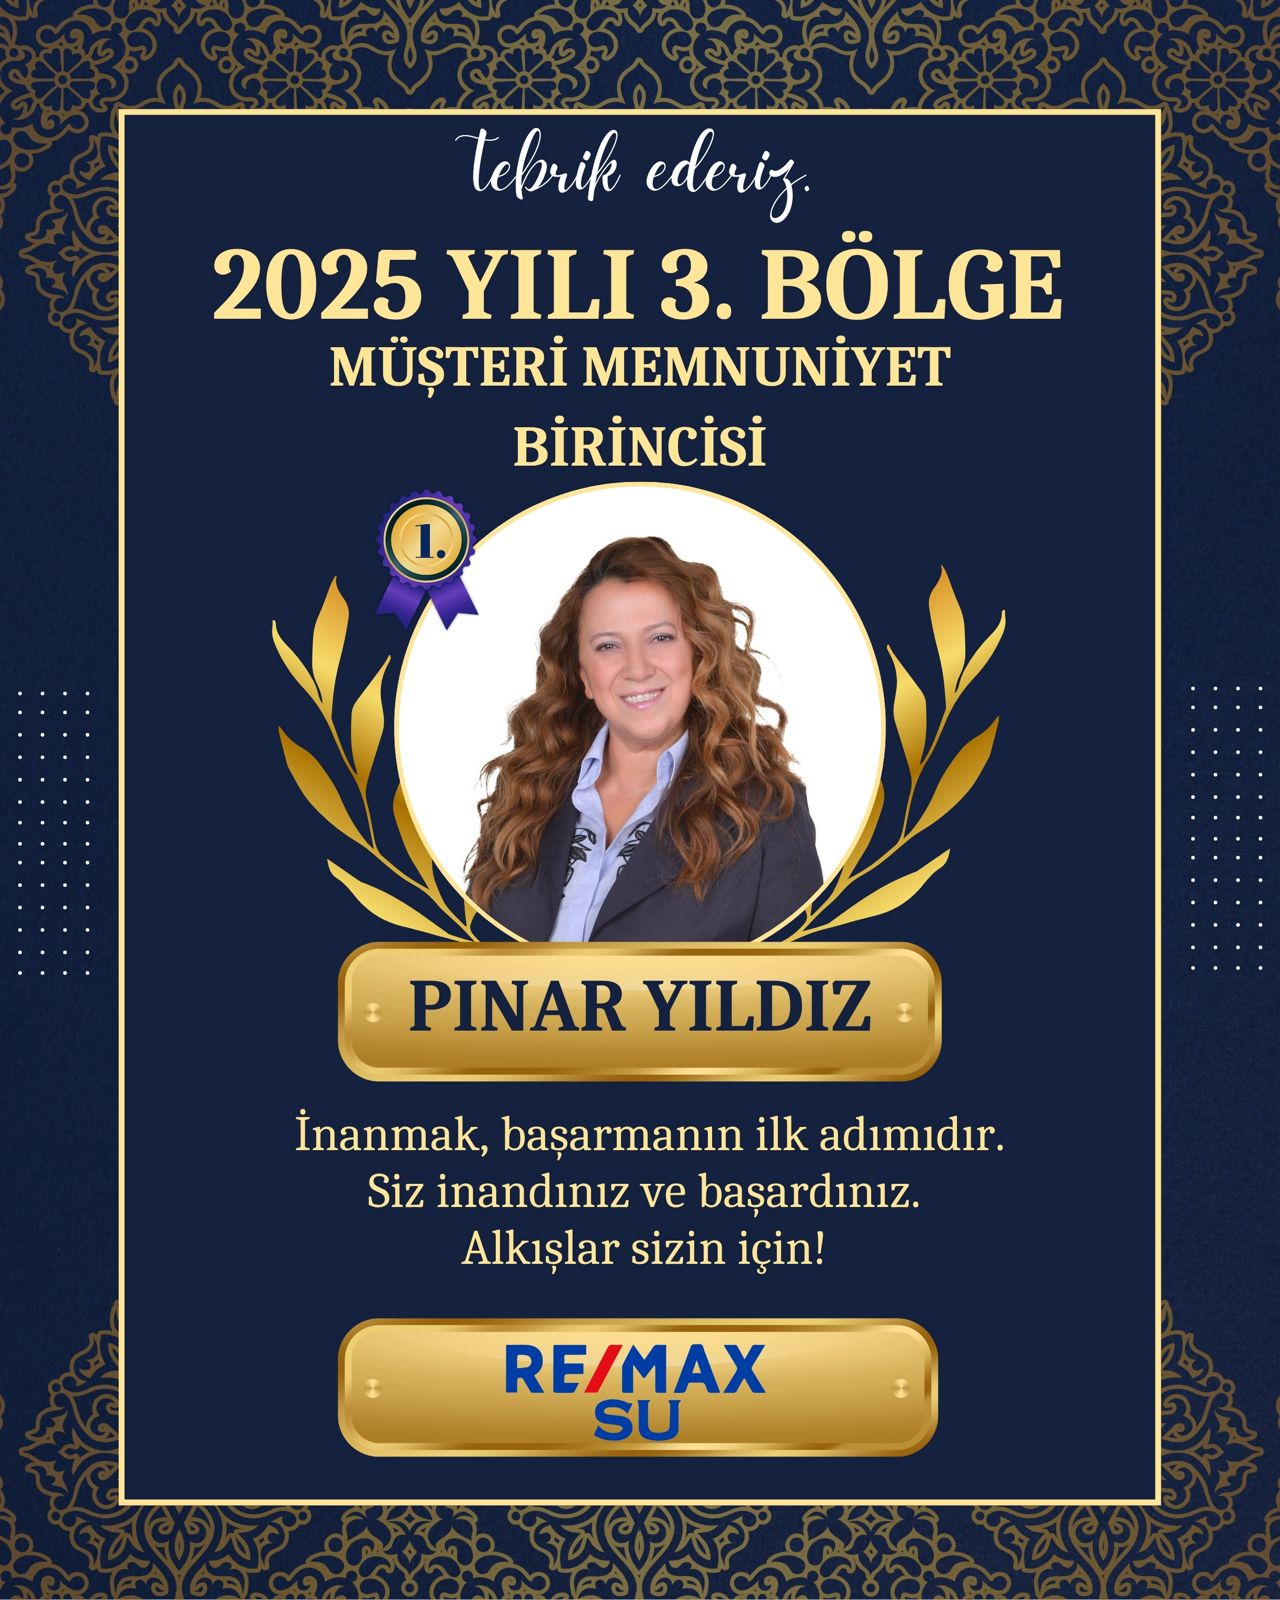 tebrik ederiz.
2025 YILI 3. BÖLGE
MÜŞTERİ MEMNUNİYET
BİRİNCİSİ
1.
PINAR YILDIZ
İnanmak, başarmanın ilk adımıdır.
Siz inandınız ve başardınız.
Alkışlar sizin için!
RE/MAX
SU